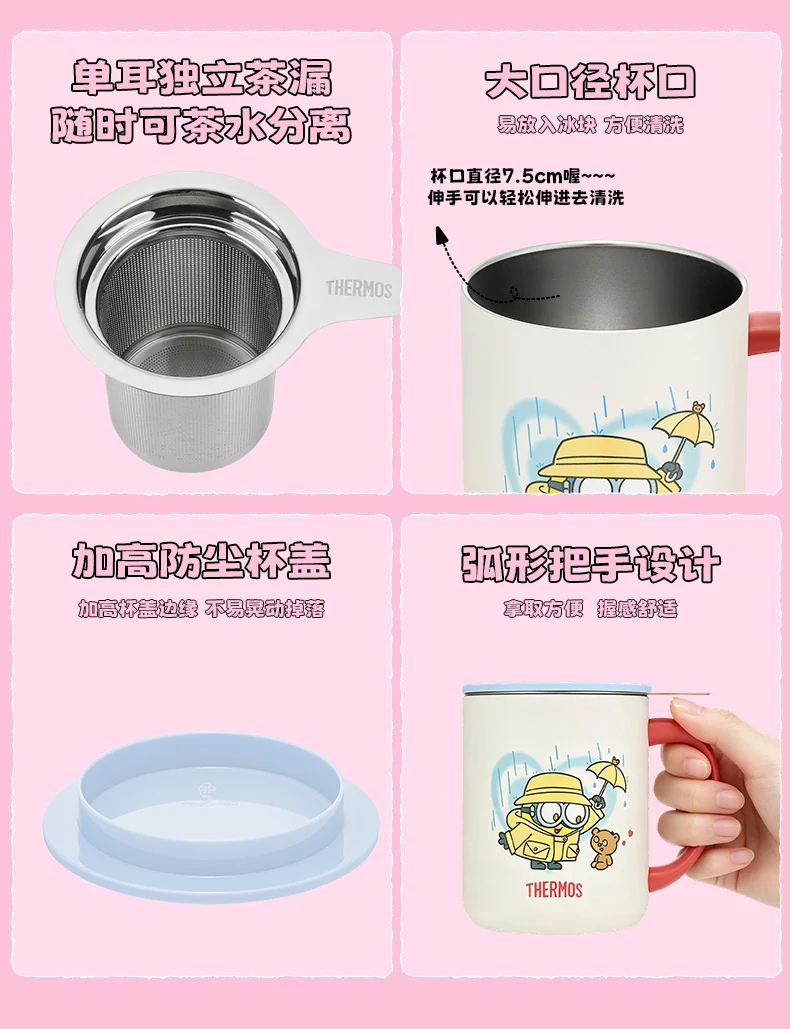 单耳独立茶漏
随时可茶水分离
THERMOS
大口径杯口
易放入冰块 方便清洗
杯口直径7.5cm喔~~~
伸手可以轻松伸进去清洗
加高防尘杯盖
加高杯盖边缘 不易晃动掉落
弧形把手设计
拿取方便 握感舒适
THERMOS